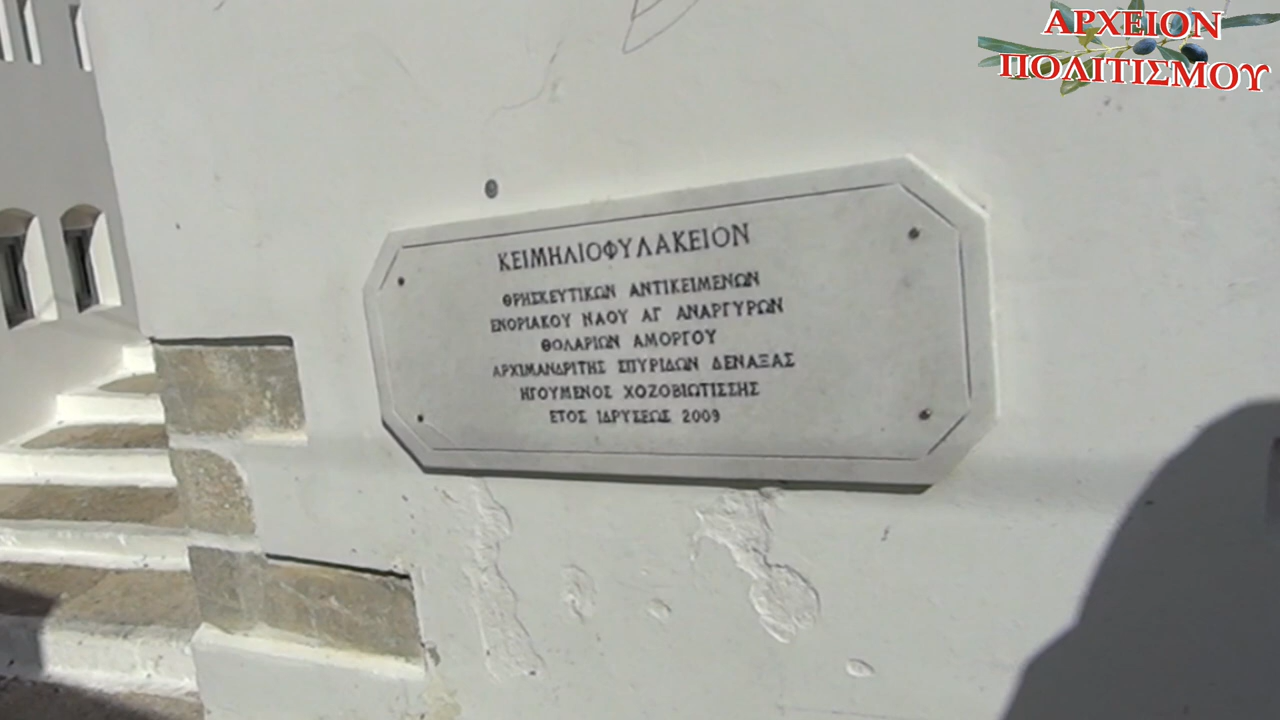 ΑΡΧΕΙΟΝ
ΠΟΛΙΤΙΣΜΟΥ
ΚΕΙΜΗΛΙΟΦΥΛΑΚΕΙΟΝ
ΘΡΗΣΚΕΥΤΙΚΩΝ ΑΝΤΙΚΕΙΜΕΝΩΝ
ΕΝΟΡΙΑΚΟΥ ΝΑΟΥ ΑΓ ΑΝΑΡΓΥΡΩΝ
ΘΟΛΑΡΙΩΝ ΑΜΟΡΓΟΥ
ΑΡΧΙΜΑΝΔΡΙΤΗΣ ΣΠΥΡΙΔΩΝ ΔΕΝΑΞΑΣ
ΗΓΟΥΜΕΝΟΣ ΧΟΖΟΒΙΩΤΙΣΣΗΣ
ΕΤΟΣ ΙΔΡΥΣΕΩΣ 2009